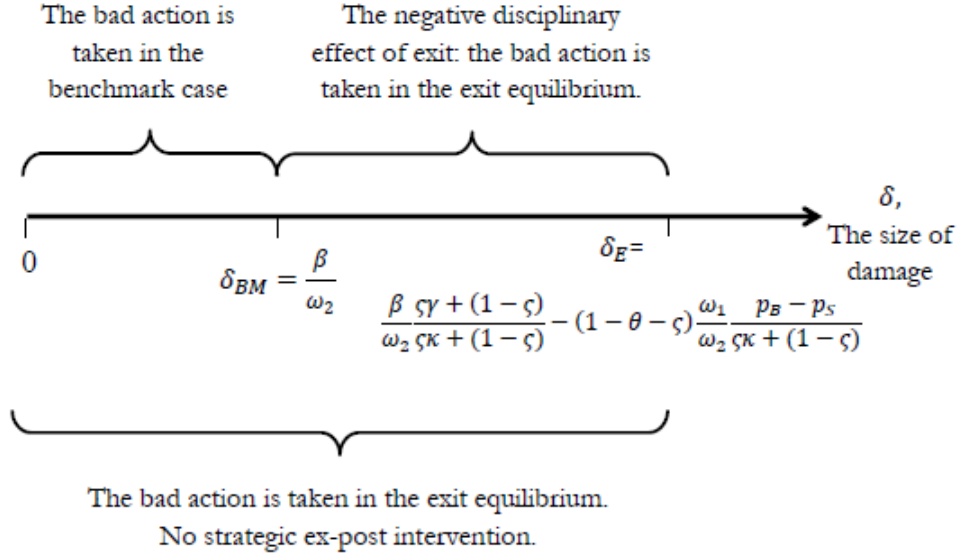 The bad action is
taken in the
benchmark case
The negative disciplinary
effect of exit: the bad action is
taken in the exit equilibrium.
δ,
The size of
damage
0
δ_BM = β/ω₂
δ_E=
β/ω₂ (ςγ + (1 − ς))/(ςκ + (1 − ς)) − (1 − θ − ς) ω₁/ω₂ (p_B − p_S)/(ςκ + (1 − ς))
The bad action is taken in the exit equilibrium.
No strategic ex-post intervention.